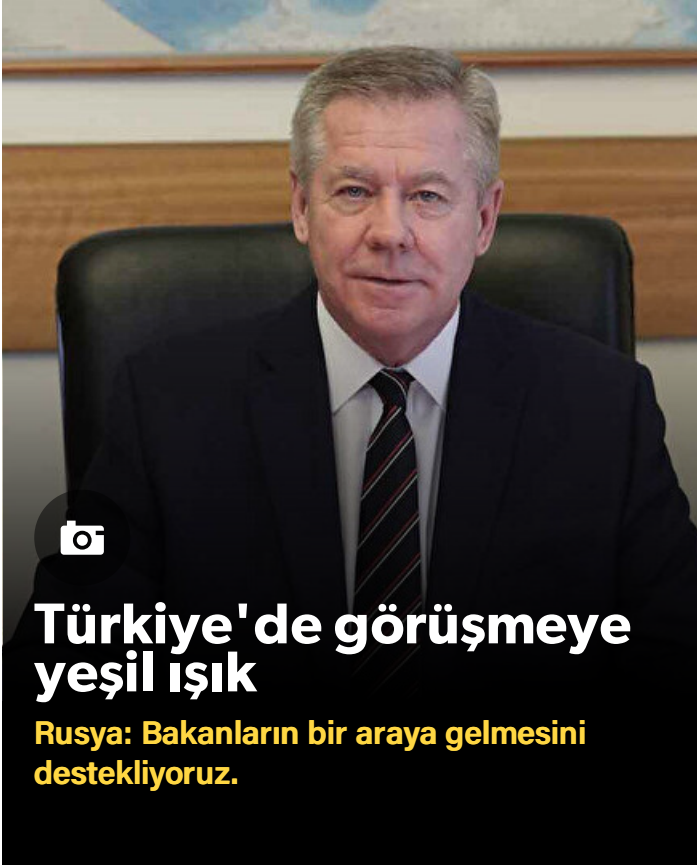 Türkiye'de görüşmeye
yeşil ışık
Rusya: Bakanların bir araya gelmesini
destekliyoruz.